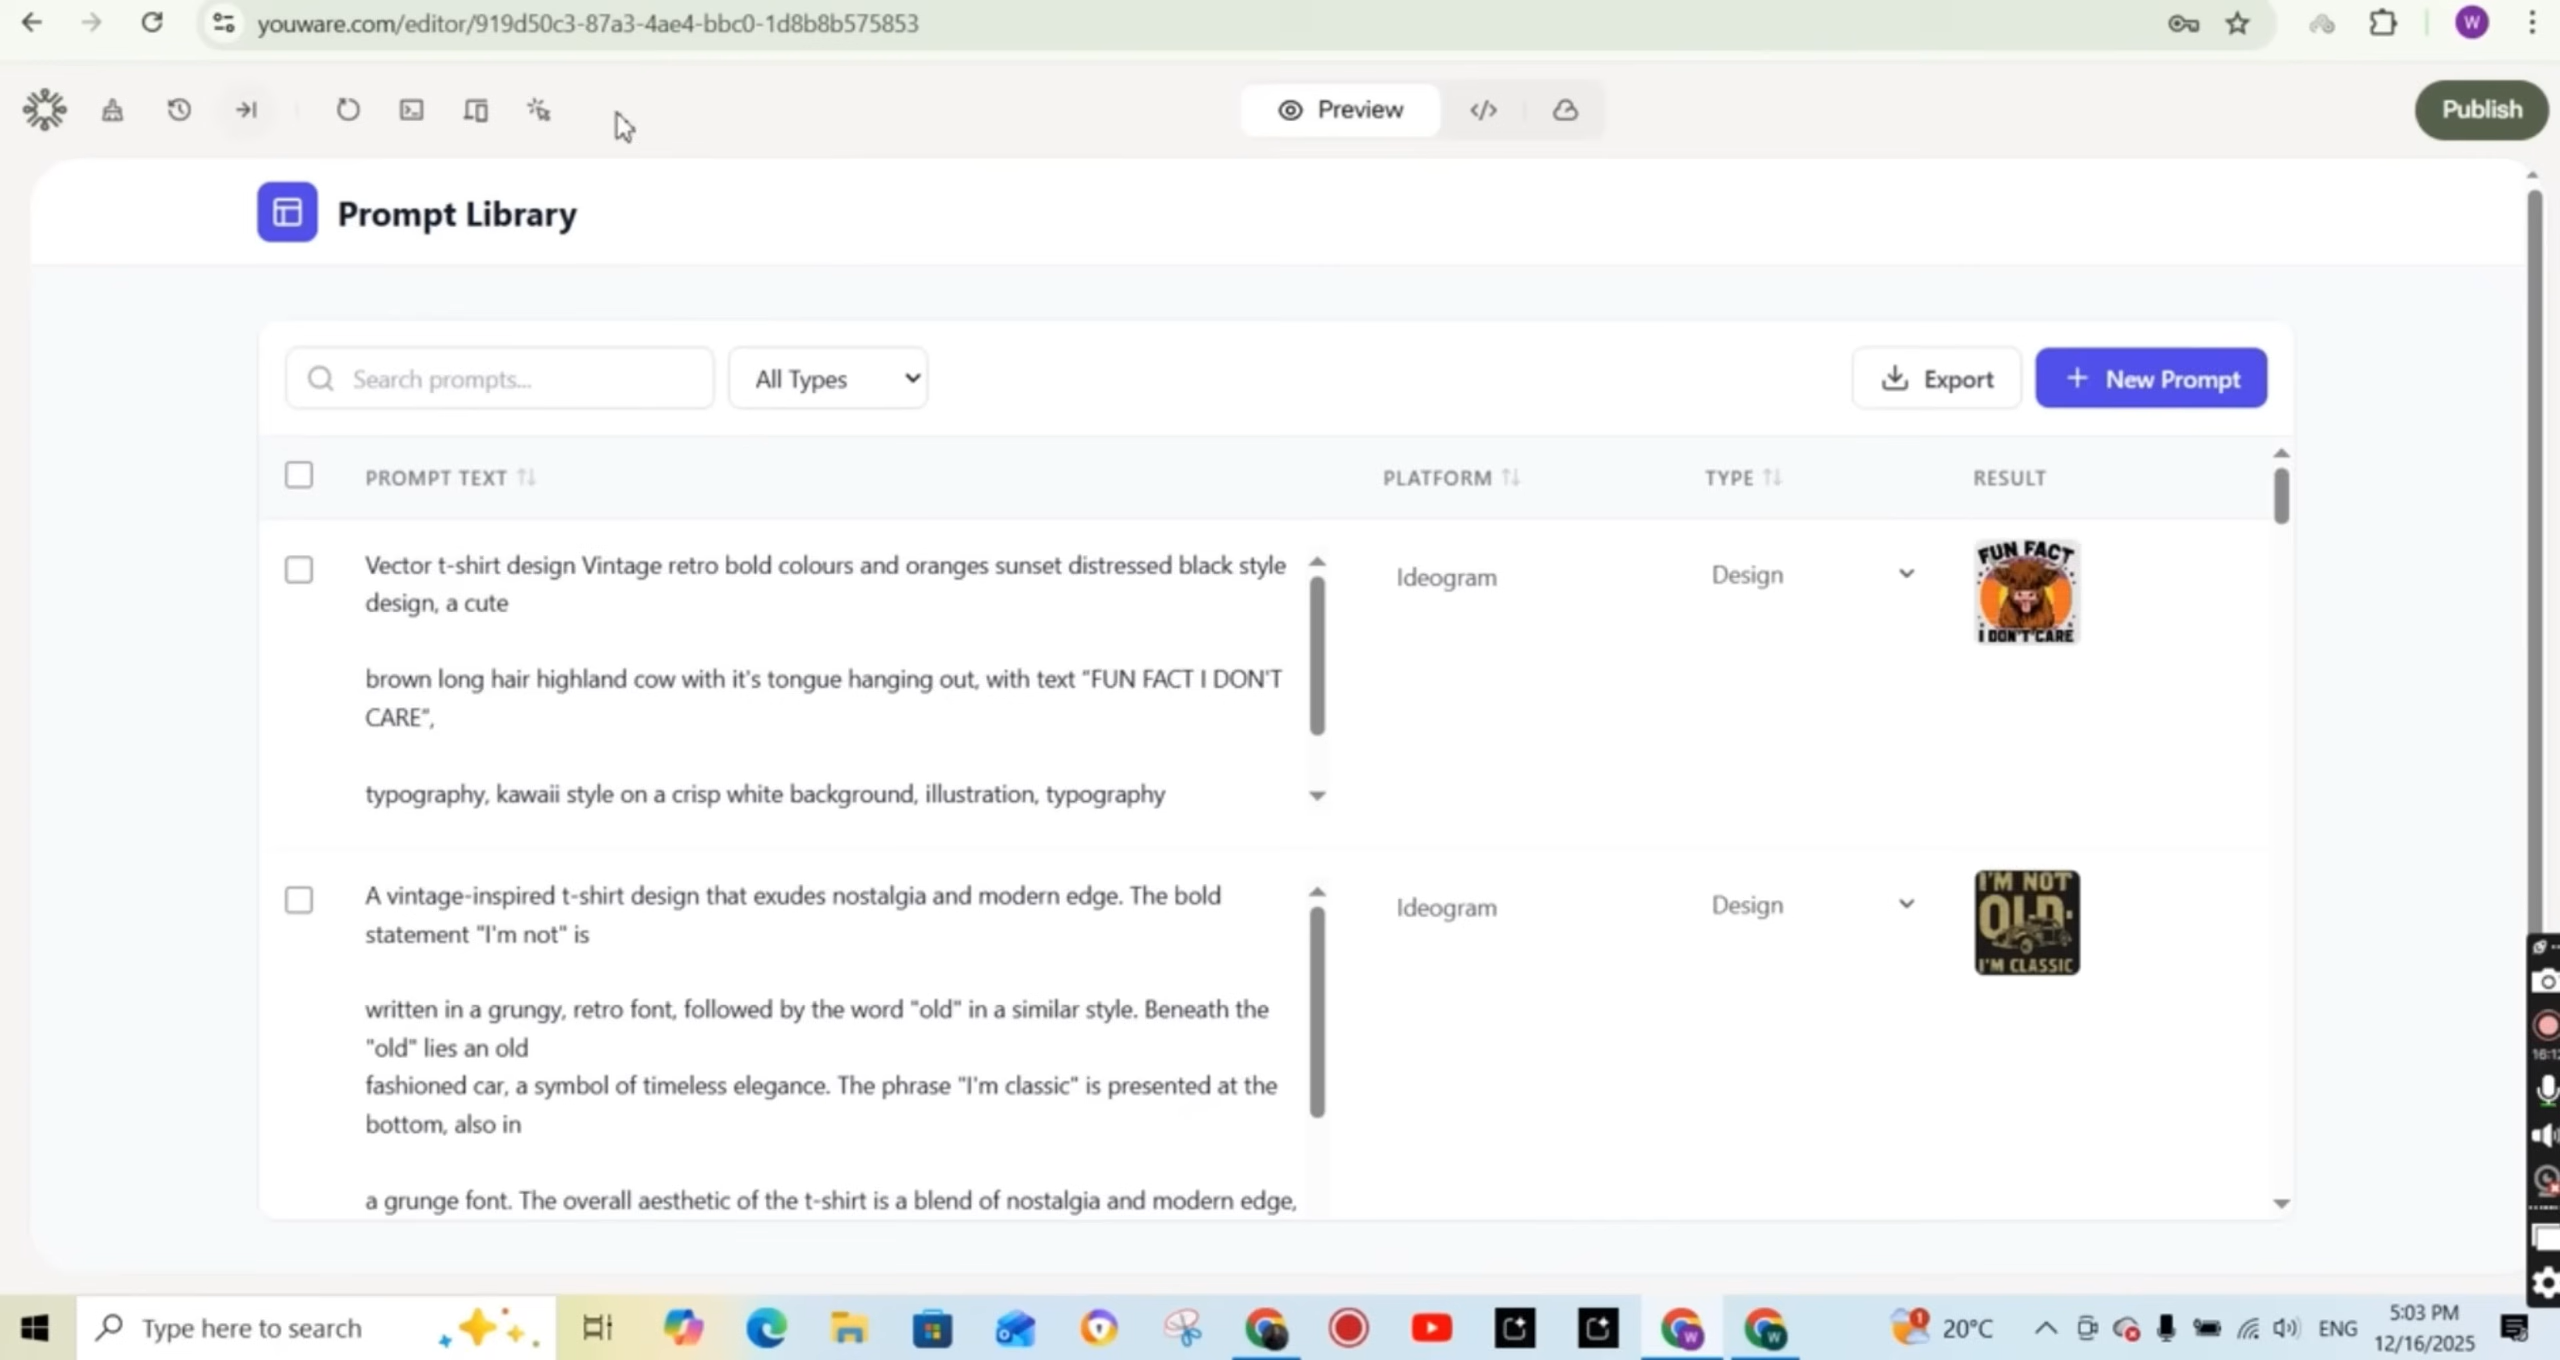 youware.com/editor/919d50c3-87a3-4ae4-bbc0-1d8b8b575853
W
Preview
Publish
Prompt Library
Search prompts...
All Types
Export
+ New Prompt
PROMPT TEXT
PLATFORM
TYPE
RESULT
Vector t-shirt design Vintage retro bold colours and oranges sunset distressed black style
design, a cute
brown long hair highland cow with it's tongue hanging out, with text “FUN FACT I DON'T
CARE”,
typography, kawaii style on a crisp white background, illustration, typography
Ideogram
Design
FUN FACT
I DON'T CARE
A vintage-inspired t-shirt design that exudes nostalgia and modern edge. The bold
statement "I'm not" is
written in a grungy, retro font, followed by the word "old" in a similar style. Beneath the
"old" lies an old
fashioned car, a symbol of timeless elegance. The phrase "I'm classic" is presented at the
bottom, also in
a grunge font. The overall aesthetic of the t-shirt is a blend of nostalgia and modern edge,
Ideogram
Design
I'M NOT
OLD
I'M CLASSIC
Type here to search
W
W
1
20°C
ENG
5:03 PM
12/16/2025